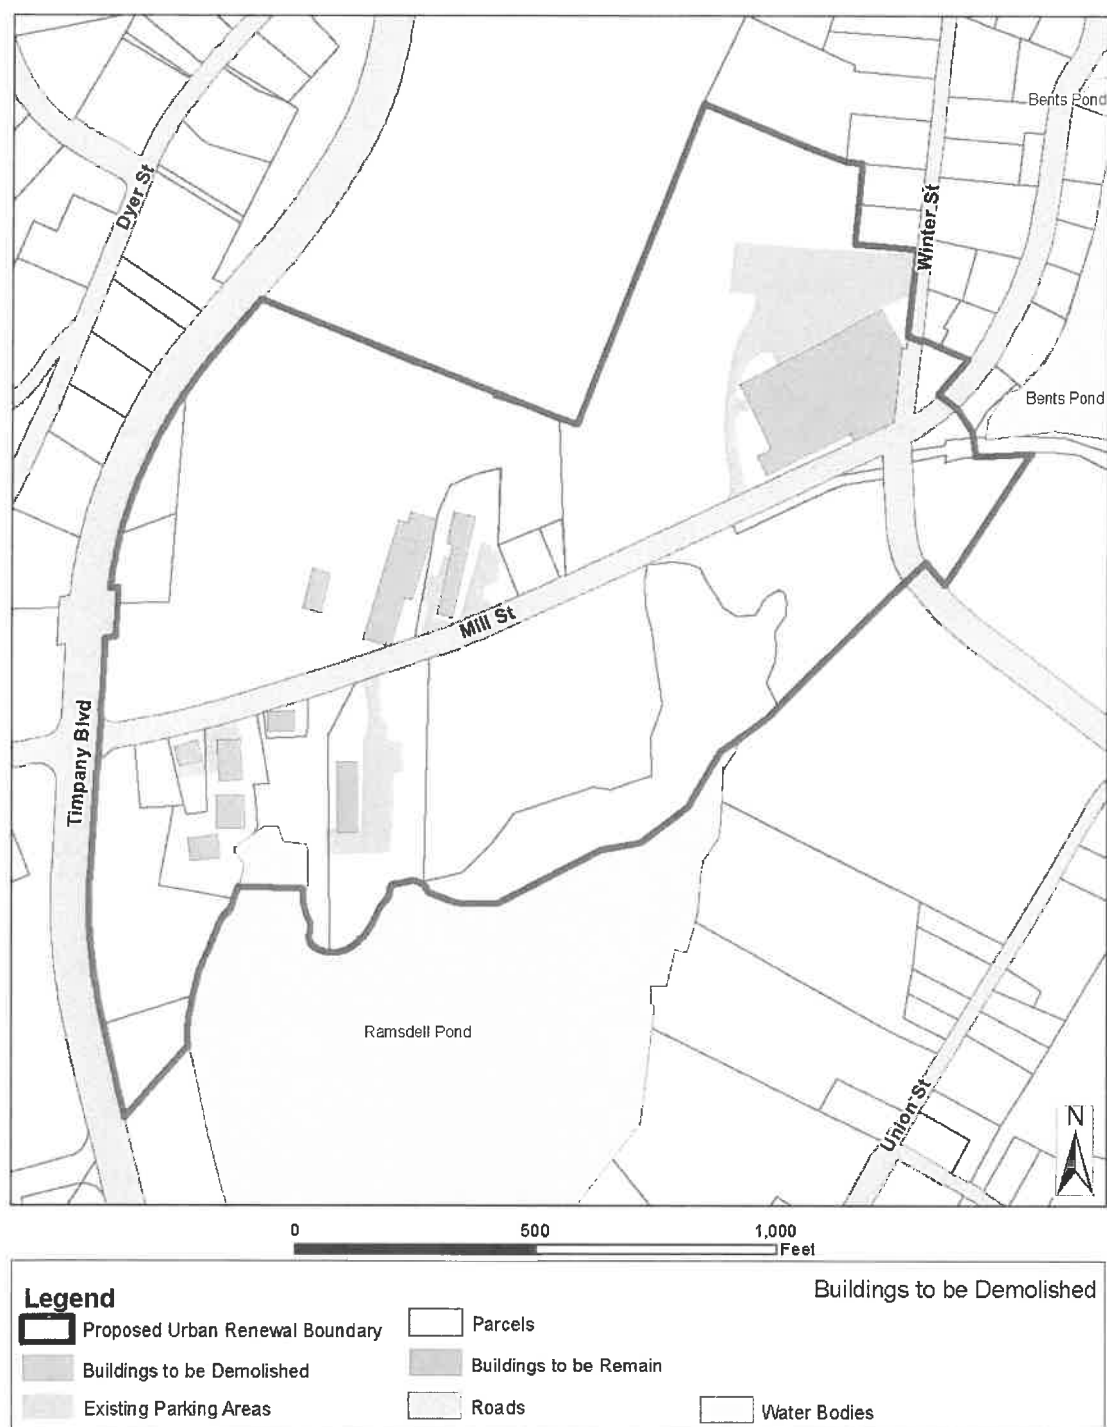 Bents Pond
Dyer St
Winter St
Bents Pond
Mill St
Timpany Blvd
Ramsdell Pond
Union St
N
0 500 1,000
Feet
Buildings to be Demolished
Legend
Proposed Urban Renewal Boundary
Parcels
Buildings to be Demolished
Buildings to be Remain
Existing Parking Areas
Roads
Water Bodies